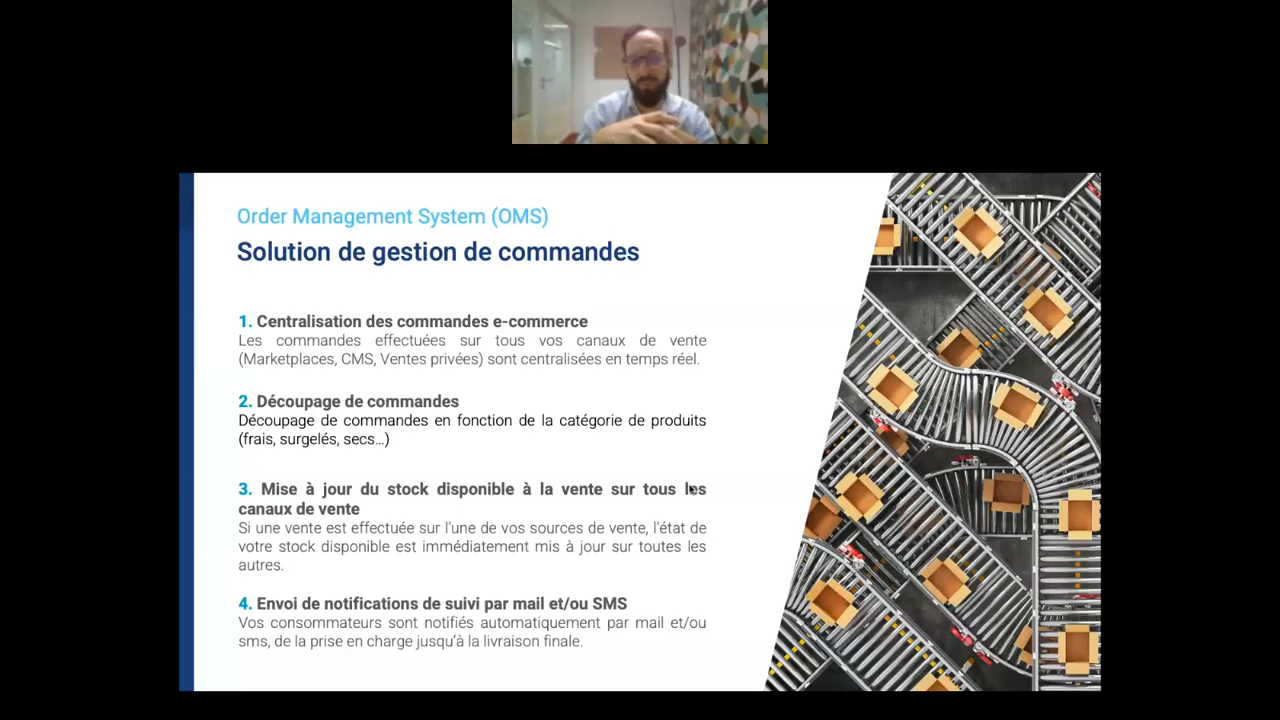 Order Management System (OMS)
Solution de gestion de commandes
1. Centralisation des commandes e-commerce
Les commandes effectuées sur tous vos canaux de vente
(Marketplaces, CMS, Ventes privées) sont centralisées en temps réel.
2. Découpage de commandes
Découpage de commandes en fonction de la catégorie de produits
(frais, surgelés, secs...)
3. Mise à jour du stock disponible à la vente sur tous les
canaux de vente
Si une vente est effectuée sur l'une de vos sources de vente, l'état de
votre stock disponible est immédiatement mis à jour sur toutes les
autres.
4. Envoi de notifications de suivi par mail et/ou SMS
Vos consommateurs sont notifiés automatiquement par mail et/ou
sms, de la prise en charge jusqu'à la livraison finale.